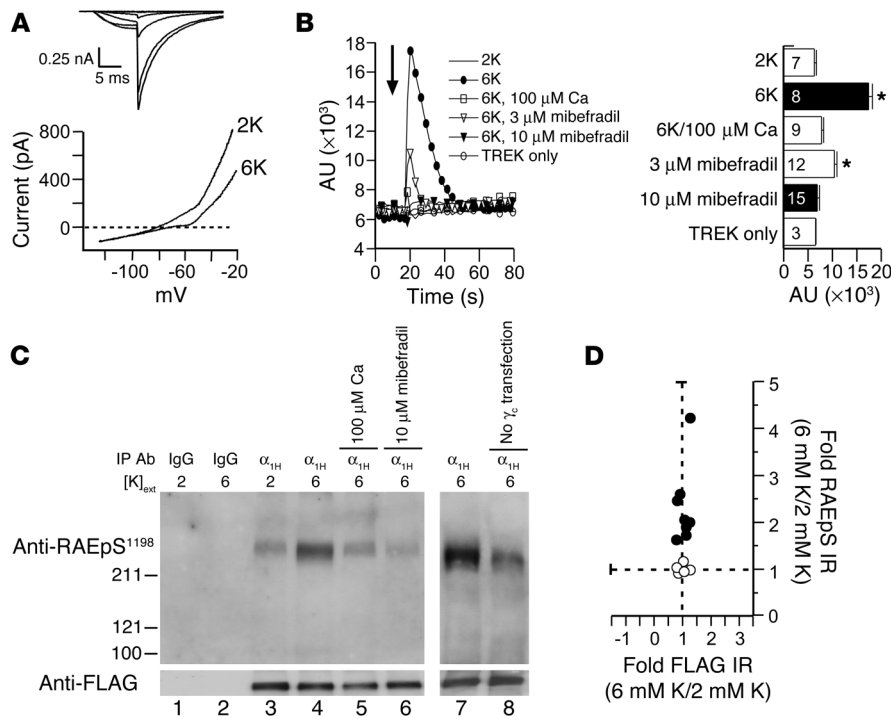 A
0.25 nA
5 ms
800
400
0
Current (pA)
2K
6K
-100
-60
-20
mV
B
18
16
14
12
10
8
6
4
AU (×10³)
0
20
40
60
80
Time (s)
2K
6K
6K, 100 μM Ca
6K, 3 μM mibefradil
6K, 10 μM mibefradil
TREK only
2K 7
6K 8 *
6K/100 μM Ca 9
3 μM mibefradil 12 *
10 μM mibefradil 15
TREK only 3
0 5 10 15 20
AU (×10³)
C
100 μM Ca
10 μM mibefradil
No γc transfection
IP Ab IgG IgG α1H α1H α1H α1H α1H α1H
[K]ext 2 6 2 6 6 6 6 6
Anti-RAEpS¹¹⁹⁸
211
121
100
Anti-FLAG
1 2 3 4 5 6 7 8
D
5
4
3
2
1
0
Fold RAEpS IR
(6 mM K/2 mM K)
-1 0 1 2 3
Fold FLAG IR
(6 mM K/2 mM K)